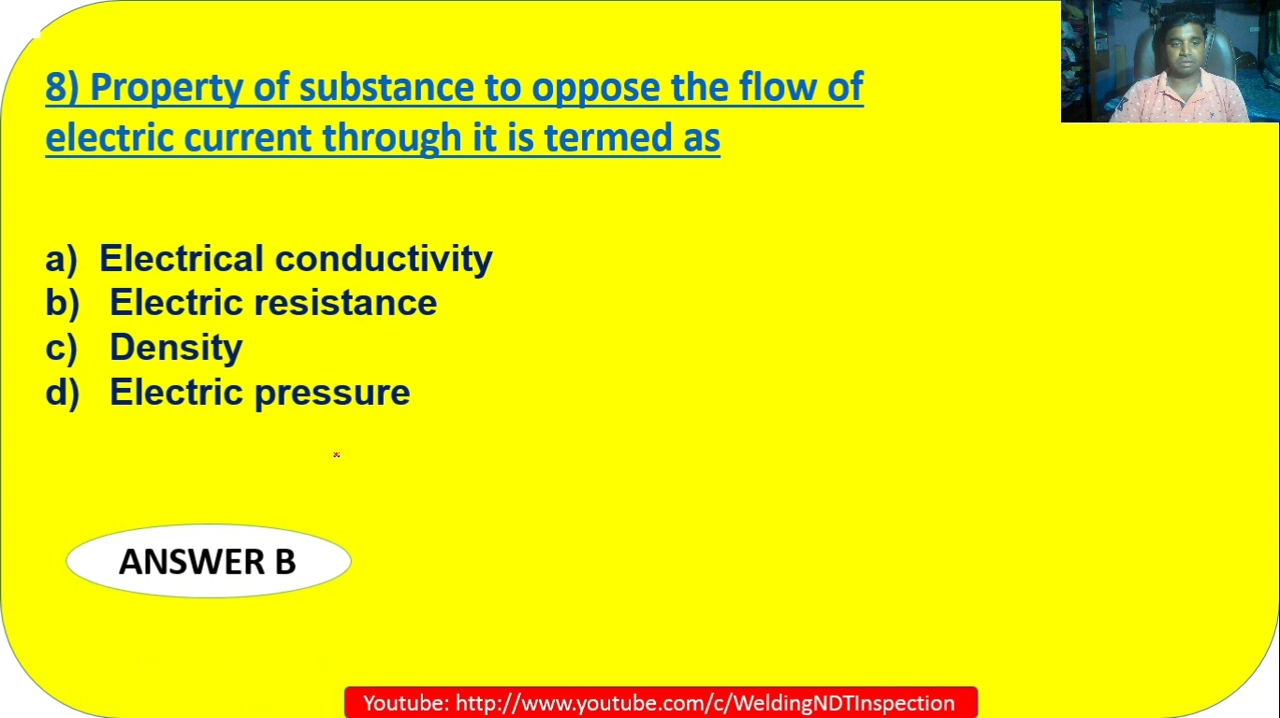 8) Property of substance to oppose the flow of
electric current through it is termed as
a) Electrical conductivity
b) Electric resistance
c) Density
d) Electric pressure
ANSWER B
Youtube: http://www.youtube.com/c/WeldingNDTInspection